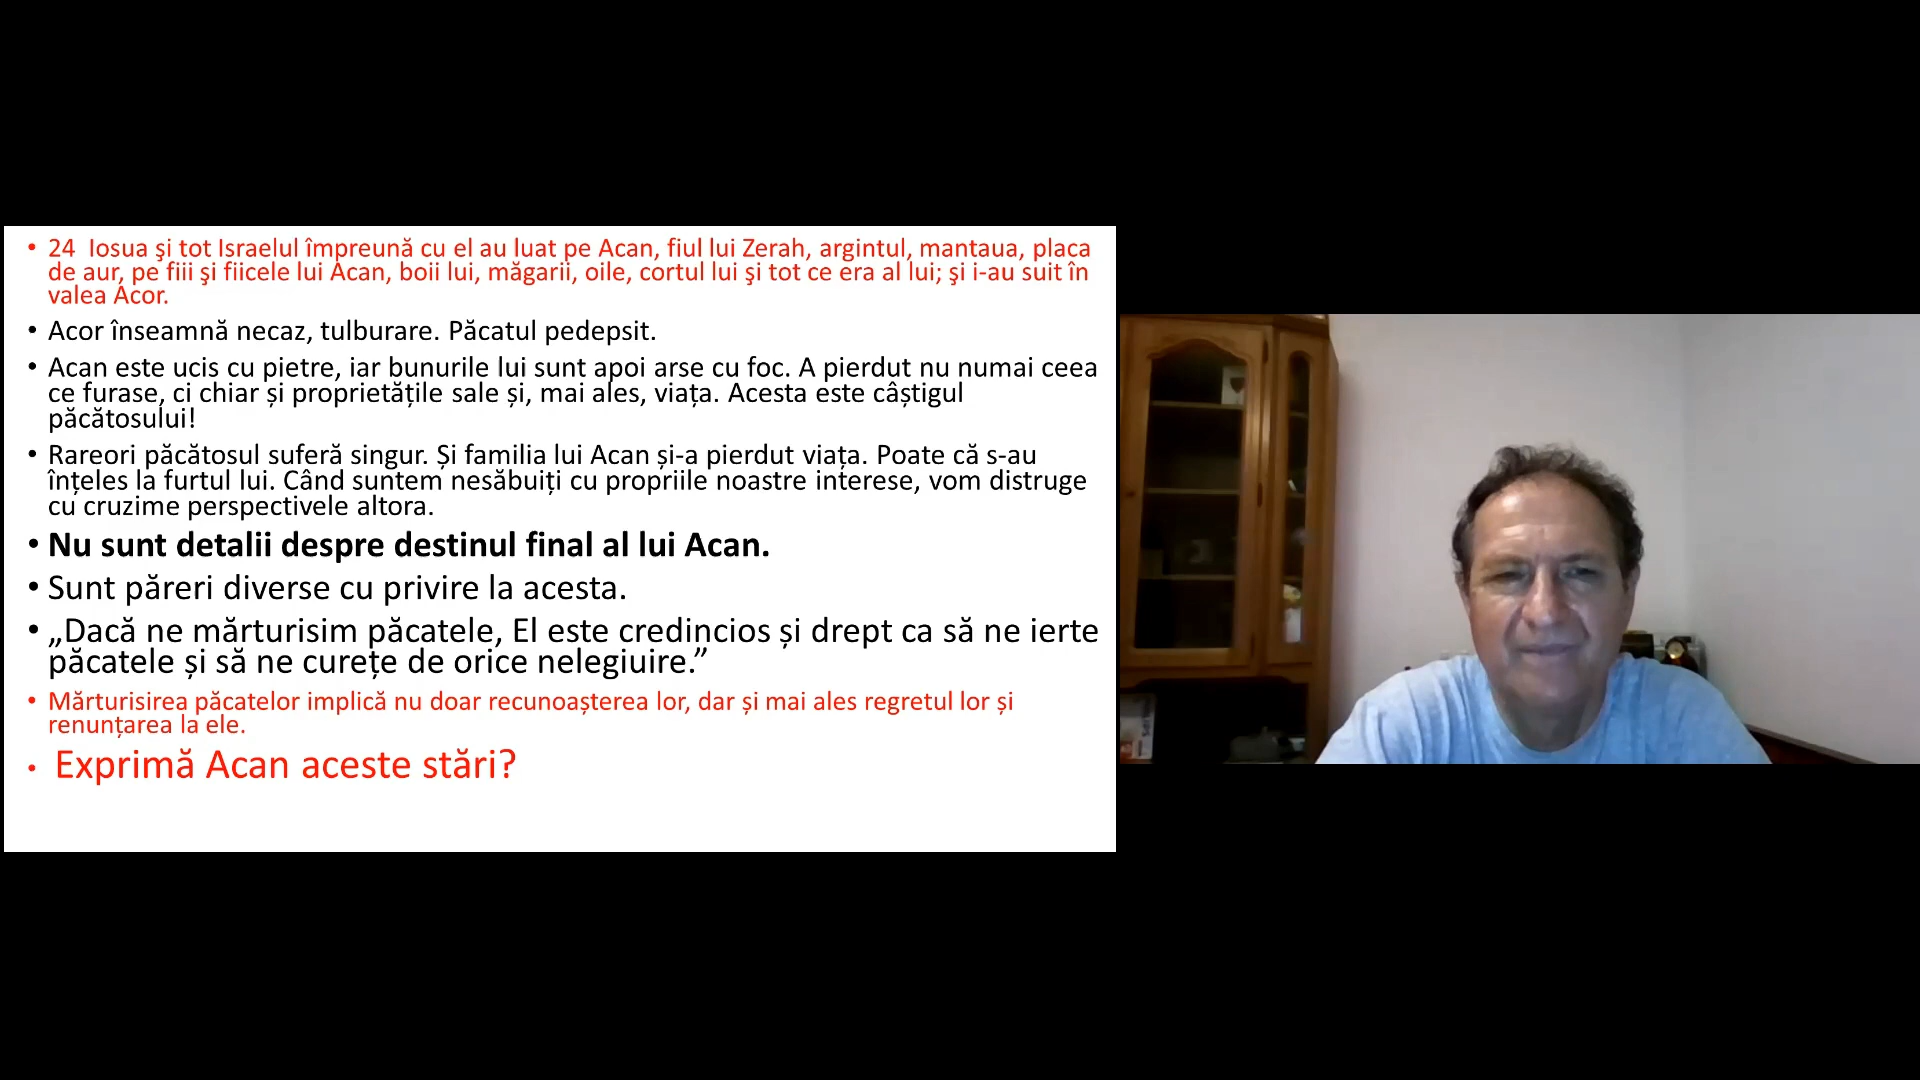 • 24 Iosua şi tot Israelul împreună cu el au luat pe Acan, fiul lui Zerah, argintul, mantaua, placa
de aur, pe fiii şi fiicele lui Acan, boii lui, măgarii, oile, cortul lui şi tot ce era al lui; şi i-au suit în
valea Acor.
• Acor înseamnă necaz, tulburare. Păcatul pedepsit.
• Acan este ucis cu pietre, iar bunurile lui sunt apoi arse cu foc. A pierdut nu numai ceea
ce furase, ci chiar și proprietățile sale și, mai ales, viața. Acesta este câștigul
păcătosului!
• Rareori păcătosul suferă singur. Și familia lui Acan și-a pierdut viața. Poate că s-au
înțeles la furtul lui. Când suntem nesăbuiți cu propriile noastre interese, vom distruge
cu cruzime perspectivele altora.
• Nu sunt detalii despre destinul final al lui Acan.
• Sunt păreri diverse cu privire la acesta.
• „Dacă ne mărturisim păcatele, El este credincios și drept ca să ne ierte
păcatele și să ne curețe de orice nelegiuire.”
• Mărturisirea păcatelor implică nu doar recunoașterea lor, dar și mai ales regretul lor și
renunțarea la ele.
• Exprimă Acan aceste stări?